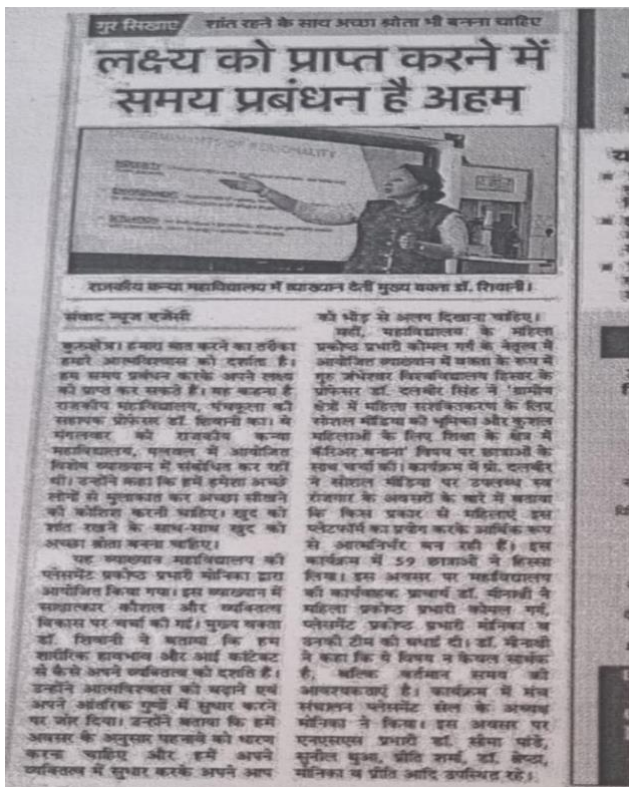 गुर सिखाए
शांत रहने के साथ अच्छा श्रोता भी बनना चाहिए
लक्ष्य को प्राप्त करने में
समय प्रबंधन है अहम
DETERMINANTS OF PERSONALITY
राजकीय कन्या महाविद्यालय में व्याख्यान देतीं मुख्य वक्ता डॉ. शिवानी।
संवाद न्यूज एजेंसी
कुरुक्षेत्र। हमारा बात करने का तरीका
हमारे आत्मविश्वास को दर्शाता है।
हम समय प्रबंधन करके अपने लक्ष्य
को प्राप्त कर सकते हैं। यह कहना है
राजकीय महाविद्यालय, पंचकूला की
सहायक प्रोफेसर डॉ. शिवानी का। वे
मंगलवार को राजकीय कन्या
महाविद्यालय, पलवल में आयोजित
विशेष व्याख्यान में संबोधित कर रहीं
थीं। उन्होंने कहा कि हमें हमेशा अच्छे
लोगों से मुलाकात कर अच्छा सीखने
की कोशिश करनी चाहिए। खुद को
शांत रखने के साथ-साथ खुद को
अच्छा श्रोता बनना चाहिए।
यह व्याख्यान महाविद्यालय की
प्लेसमेंट प्रकोष्ठ प्रभारी मोनिका द्वारा
आयोजित किया गया। इस व्याख्यान में
साक्षात्कार कौशल और व्यक्तित्व
विकास पर चर्चा की गई। मुख्य वक्ता
डॉ. शिवानी ने बताया कि हम
शारीरिक हावभाव और आई कांटेक्ट
से कैसे अपने व्यक्तित्व को दर्शाते हैं।
उन्होंने आत्मविश्वास को बढ़ाने एवं
अपने आंतरिक गुणों में सुधार करने
पर जोर दिया। उन्होंने बताया कि हमें
अवसर के अनुसार पहनावे को धारण
करना चाहिए और हमें अपने
व्यक्तित्व में सुधार करके अपने आप
को भीड़ से अलग दिखाना चाहिए।
वहीं, महाविद्यालय के महिला
प्रकोष्ठ प्रभारी कोमल गर्ग के नेतृत्व में
आयोजित व्याख्यान में वक्ता के रूप में
गुरु जंभेश्वर विश्वविद्यालय हिसार के
प्रोफेसर डॉ. दलबीर सिंह ने 'ग्रामीण
क्षेत्रों में महिला सशक्तिकरण के लिए
सोशल मीडिया की भूमिका और कुशल
महिलाओं के लिए शिक्षा के क्षेत्र में
कॅरिअर बनाना' विषय पर छात्राओं के
साथ चर्चा की। कार्यक्रम में प्रो. दलबीर
ने सोशल मीडिया पर उपलब्ध स्व
रोजगार के अवसरों के बारे में बताया
कि किस प्रकार से महिलाएं इस
प्लेटफॉर्म का प्रयोग करके आर्थिक रूप
से आत्मनिर्भर बन रही हैं। इस
कार्यक्रम में 59 छात्राओं ने हिस्सा
लिया। इस अवसर पर महाविद्यालय
की कार्यवाहक प्राचार्य डॉ. मीनाक्षी ने
महिला प्रकोष्ठ प्रभारी कोमल गर्ग,
प्लेसमेंट प्रकोष्ठ प्रभारी मोनिका व
उनकी टीम को बधाई दी। डॉ. मीनाक्षी
ने कहा कि ये विषय न केवल सार्थक
है, बल्कि वर्तमान समय की
आवश्यकताएं है। कार्यक्रम में मंच
संचालन प्लेसमेंट सेल के अध्यक्ष
मोनिका ने किया। इस अवसर पर
एनएसएस प्रभारी डॉ. सीमा पांडे,
सुनील थुआ, प्रीति शर्मा, डॉ.
मोनिका व प्रीति आदि उपस्थित रहे।